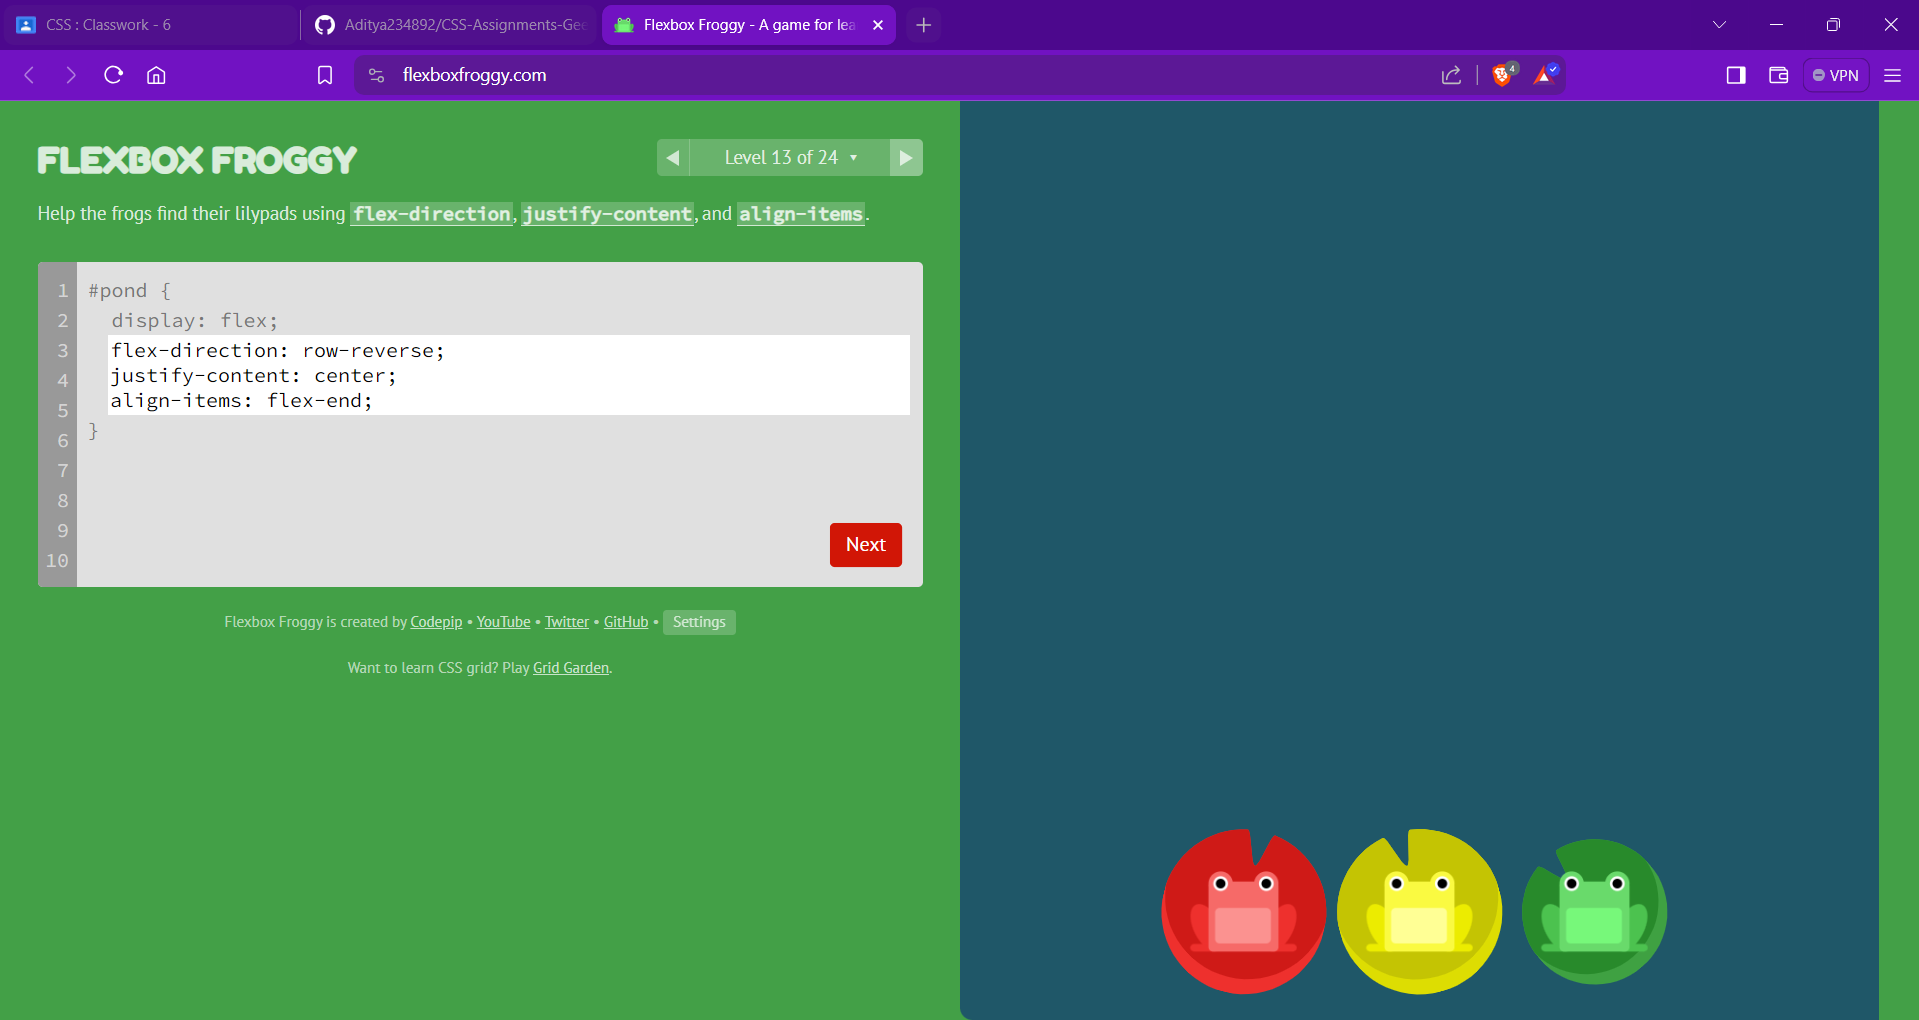 CSS : Classwork - 6
Aditya234892/CSS-Assignments-Gee
Flexbox Froggy - A game for lea
flexboxfroggy.com
4
VPN
FLEXBOX FROGGY
Level 13 of 24
Help the frogs find their lilypads using flex-direction, justify-content, and align-items.
1 #pond {
2 display: flex;
3 flex-direction: row-reverse;
4 justify-content: center;
5 align-items: flex-end;
6 }
7
8
9
10
Next
Flexbox Froggy is created by Codepip • YouTube • Twitter • GitHub • Settings
Want to learn CSS grid? Play Grid Garden.